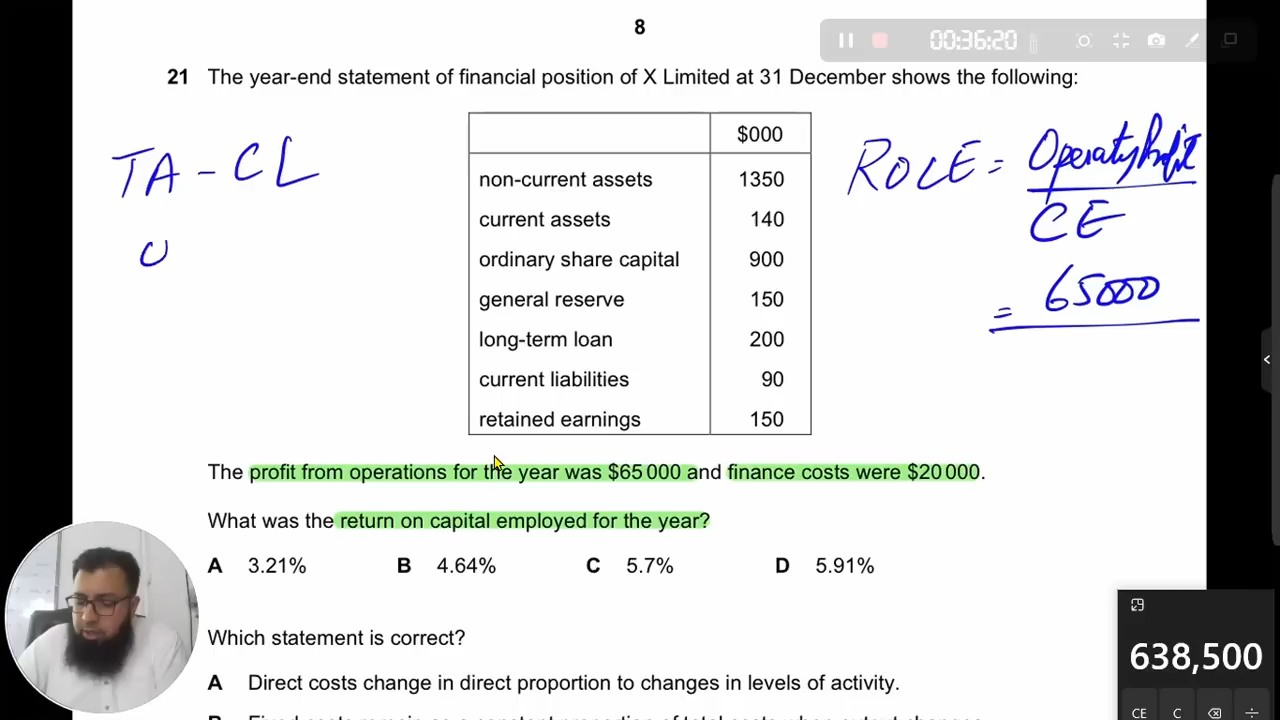 8
00:36:20
21 The year-end statement of financial position of X Limited at 31 December shows the following:
$000
non-current assets 1350
current assets 140
ordinary share capital 900
general reserve 150
long-term loan 200
current liabilities 90
retained earnings 150
TA - CL
ROCE = Operating Profit
CE
= 65000
The profit from operations for the year was $65 000 and finance costs were $20 000.
What was the return on capital employed for the year?
A 3.21% B 4.64% C 5.7% D 5.91%
Which statement is correct?
A Direct costs change in direct proportion to changes in levels of activity.
638,500
CE C ÷